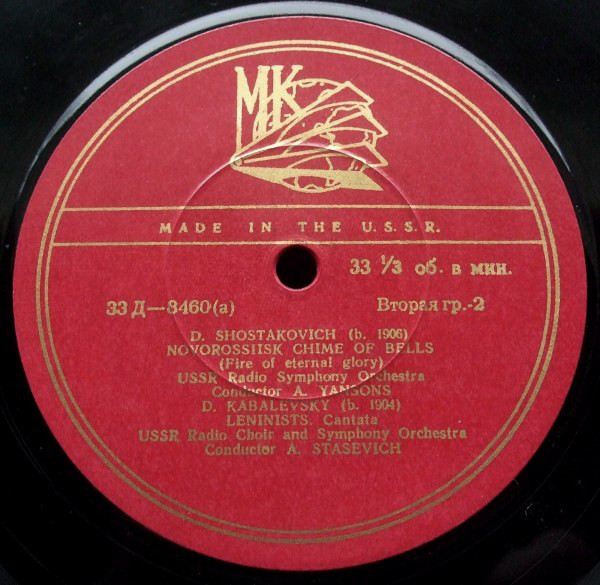 МК
MADE IN THE U.S.S.R.
33 ⅓ об. в мин.
33 Д—8460(а)
Вторая гр.-2
D. SHOSTAKOVICH (b. 1906)
NOVOROSSIISK CHIME OF BELLS
(Fire of eternal glory)
USSR Radio Symphony Orchestra
Conductor A. YANSONS
D. KABALEVSKY (b. 1904)
LENINISTS. Cantata
USSR Radio Choir and Symphony Orchestra
Conductor A. STASEVICH